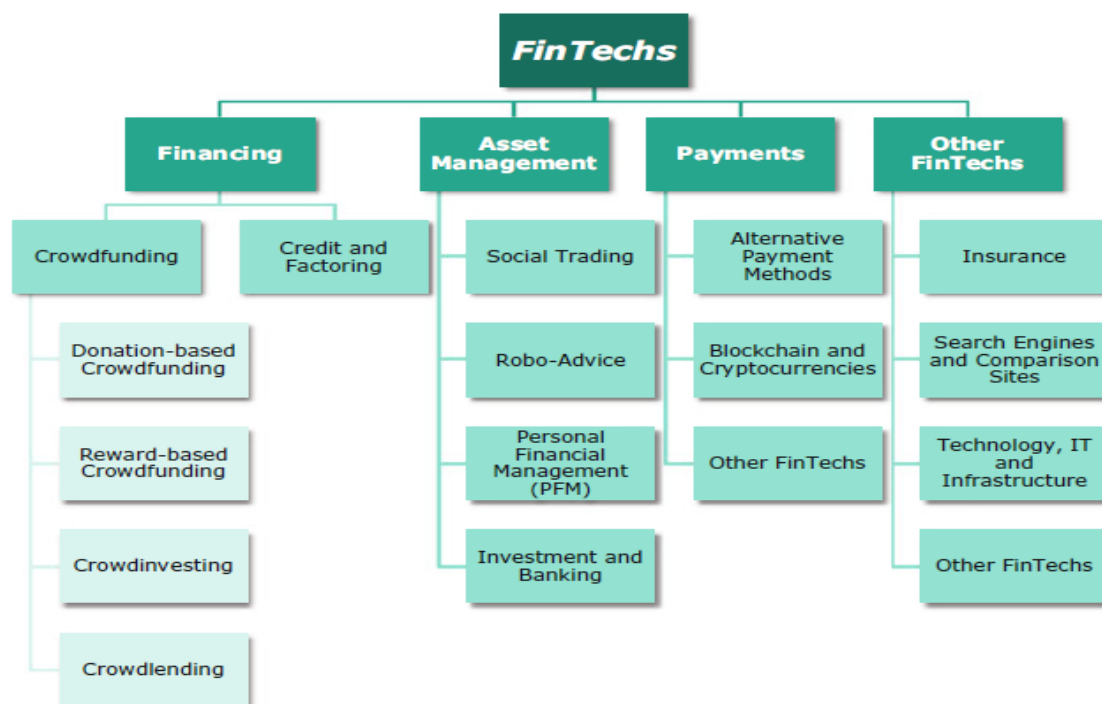 FinTechs
Financing
Asset
Management
Payments
Other
FinTechs
Crowdfunding
Credit and
Factoring
Social Trading
Alternative
Payment
Methods
Insurance
Donation-based
Crowdfunding
Robo-Advice
Blockchain and
Cryptocurrencies
Search Engines
and Comparison
Sites
Reward-based
Crowdfunding
Personal
Financial
Management
(PFM)
Other FinTechs
Technology, IT
and
Infrastructure
Crowdinvesting
Investment and
Banking
Other FinTechs
Crowdlending